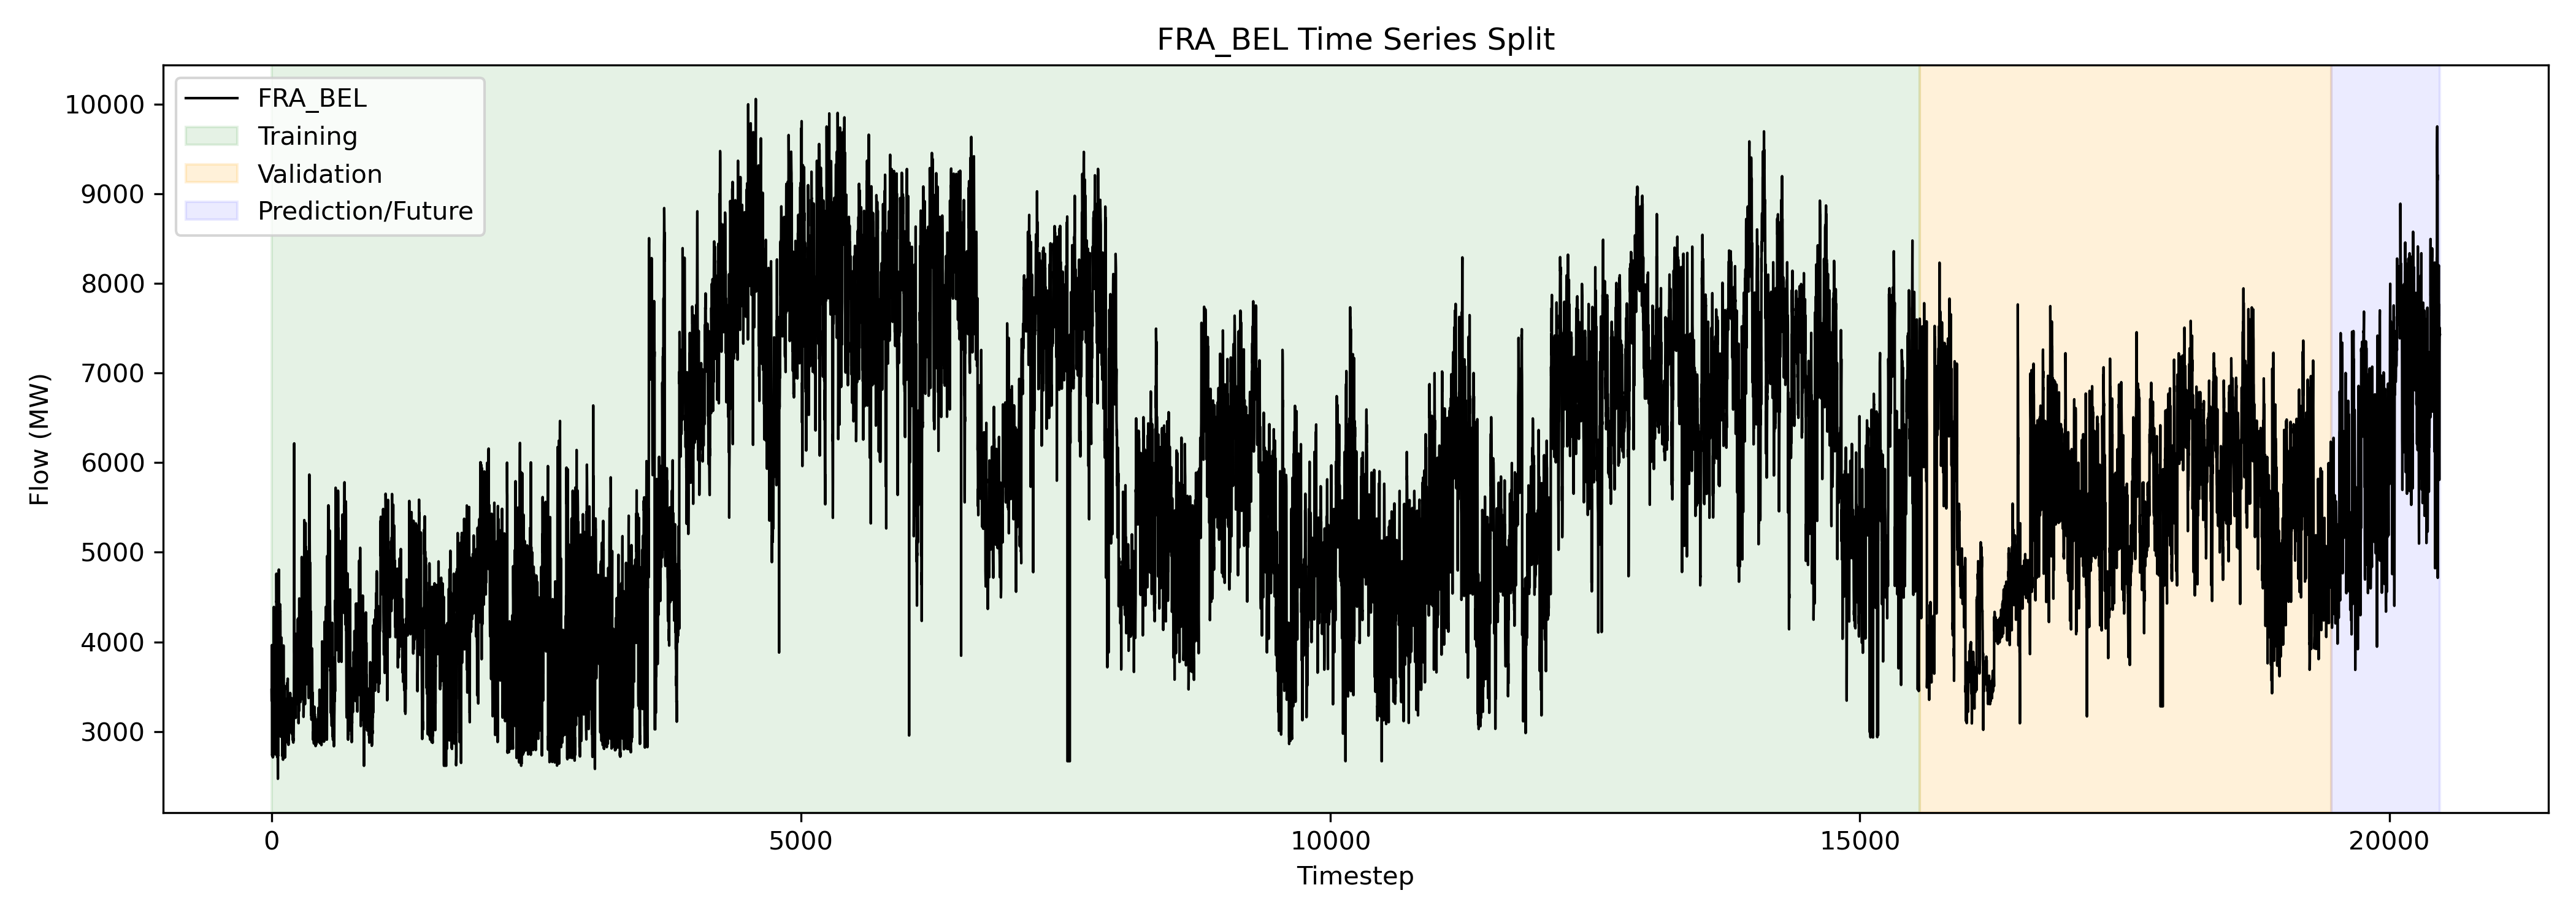 FRA_BEL Time Series Split
FRA_BEL
Training
Validation
Prediction/Future
10000
9000
8000
7000
6000
5000
4000
3000
Flow (MW)
0
5000
10000
15000
20000
Timestep